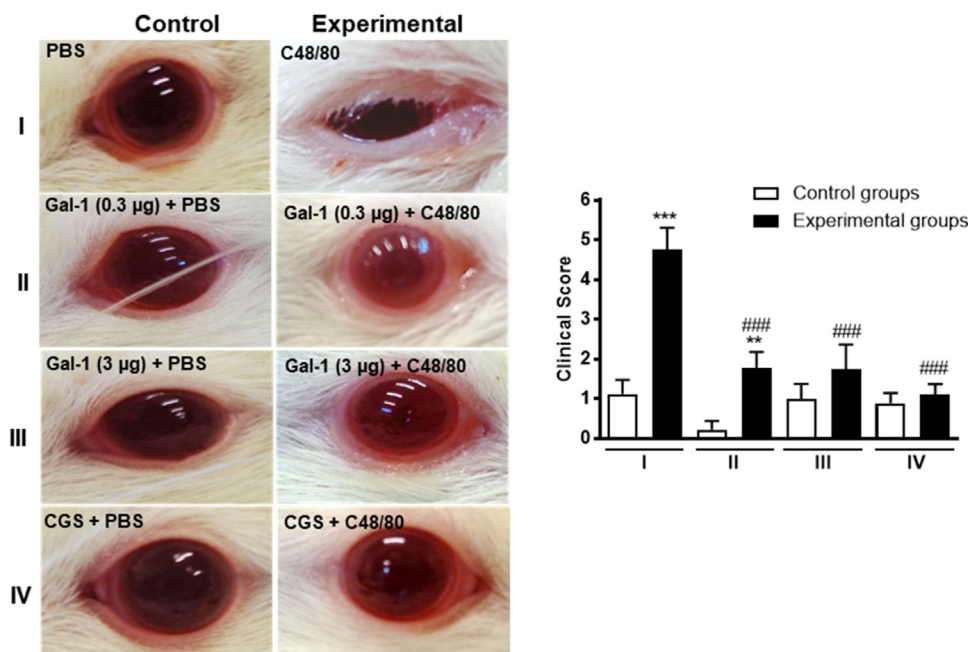 Control Experimental
PBS C48/80
I
Gal-1 (0.3 µg) + PBS Gal-1 (0.3 µg) + C48/80
II
Gal-1 (3 µg) + PBS Gal-1 (3 µg) + C48/80
III
CGS + PBS CGS + C48/80
IV
Control groups
Experimental groups
Clinical Score
6
5
4
3
2
1
0
***
###
**
###
###
I II III IV